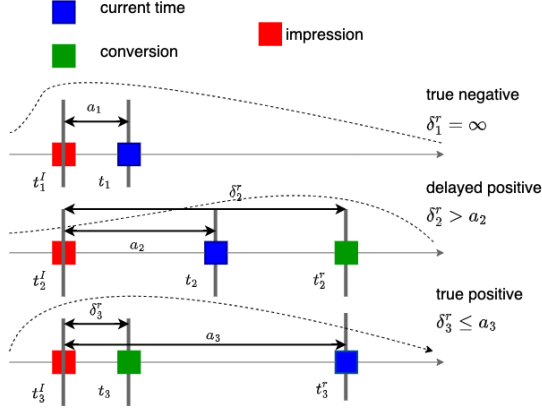 current time
impression
conversion
true negative
a₁
δ₁ʳ = ∞
t₁ᴵ t₁
delayed positive
δ₂ʳ
δ₂ʳ > a₂
a₂
t₂ᴵ t₂ t₂ʳ
true positive
δ₃ʳ
δ₃ʳ ≤ a₃
a₃
t₃ᴵ t₃ t₃ʳ